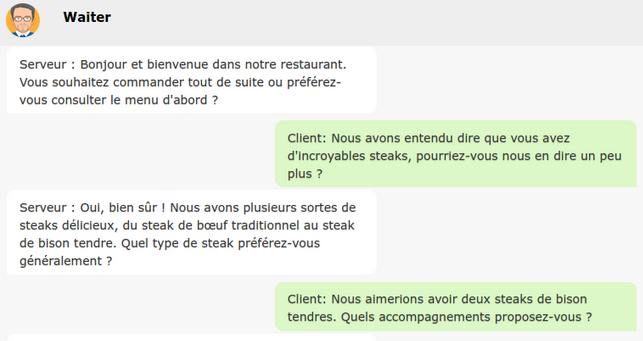 Waiter
Serveur : Bonjour et bienvenue dans notre restaurant.
Vous souhaitez commander tout de suite ou préférez-
vous consulter le menu d'abord ?
Client: Nous avons entendu dire que vous avez
d'incroyables steaks, pourriez-vous nous en dire un peu
plus ?
Serveur : Oui, bien sûr ! Nous avons plusieurs sortes de
steaks délicieux, du steak de bœuf traditionnel au steak
de bison tendre. Quel type de steak préférez-vous
généralement ?
Client: Nous aimerions avoir deux steaks de bison
tendres. Quels accompagnements proposez-vous ?